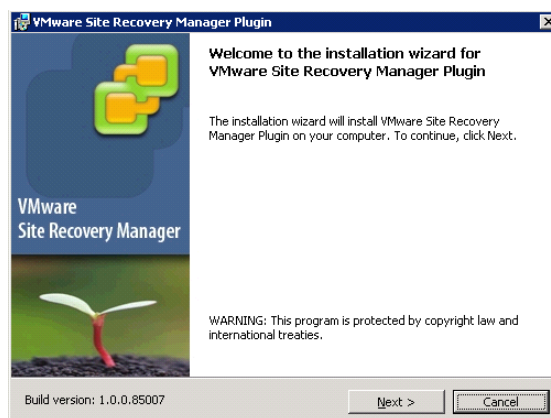 VMware Site Recovery Manager Plugin
Welcome to the installation wizard for
VMware Site Recovery Manager Plugin
The installation wizard will install VMware Site Recovery
Manager Plugin on your computer. To continue, click Next.
VMware
Site Recovery Manager
WARNING: This program is protected by copyright law and
international treaties.
Build version: 1.0.0.85007
Next >
Cancel